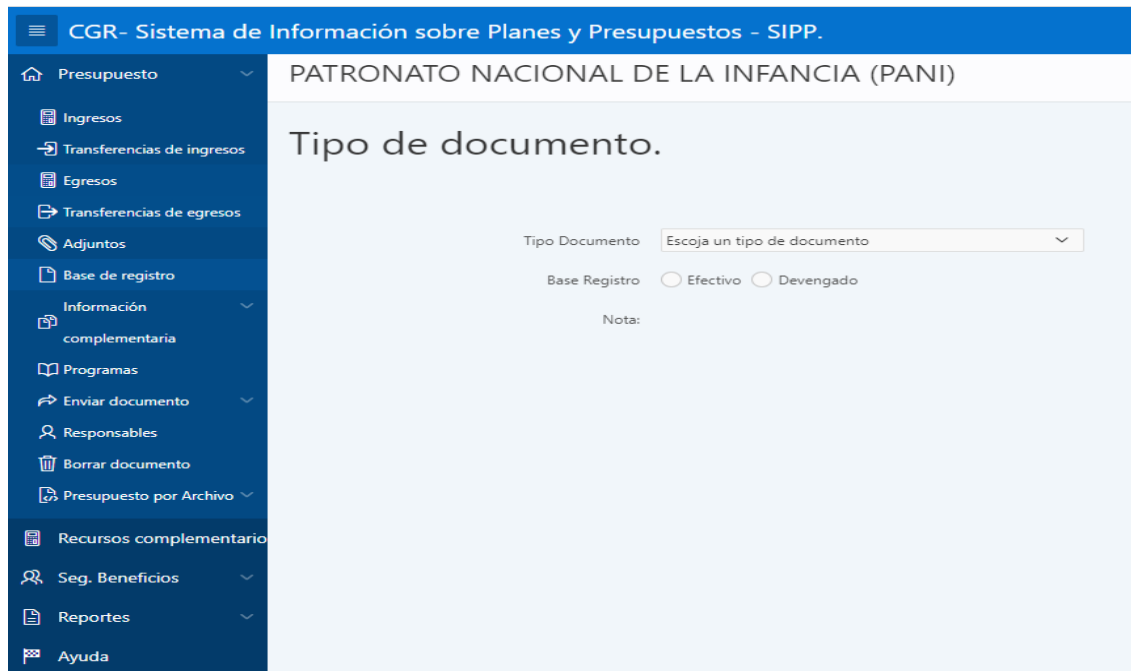 CGR- Sistema de Información sobre Planes y Presupuestos - SIPP.
Presupuesto
Ingresos
Transferencias de ingresos
Egresos
Transferencias de egresos
Adjuntos
Base de registro
Información
complementaria
Programas
Enviar documento
Responsables
Borrar documento
Presupuesto por Archivo
Recursos complementario
Seg. Beneficios
Reportes
Ayuda
PATRONATO NACIONAL DE LA INFANCIA (PANI)
Tipo de documento.
Tipo Documento Escoja un tipo de documento
Base Registro Efectivo Devengado
Nota: